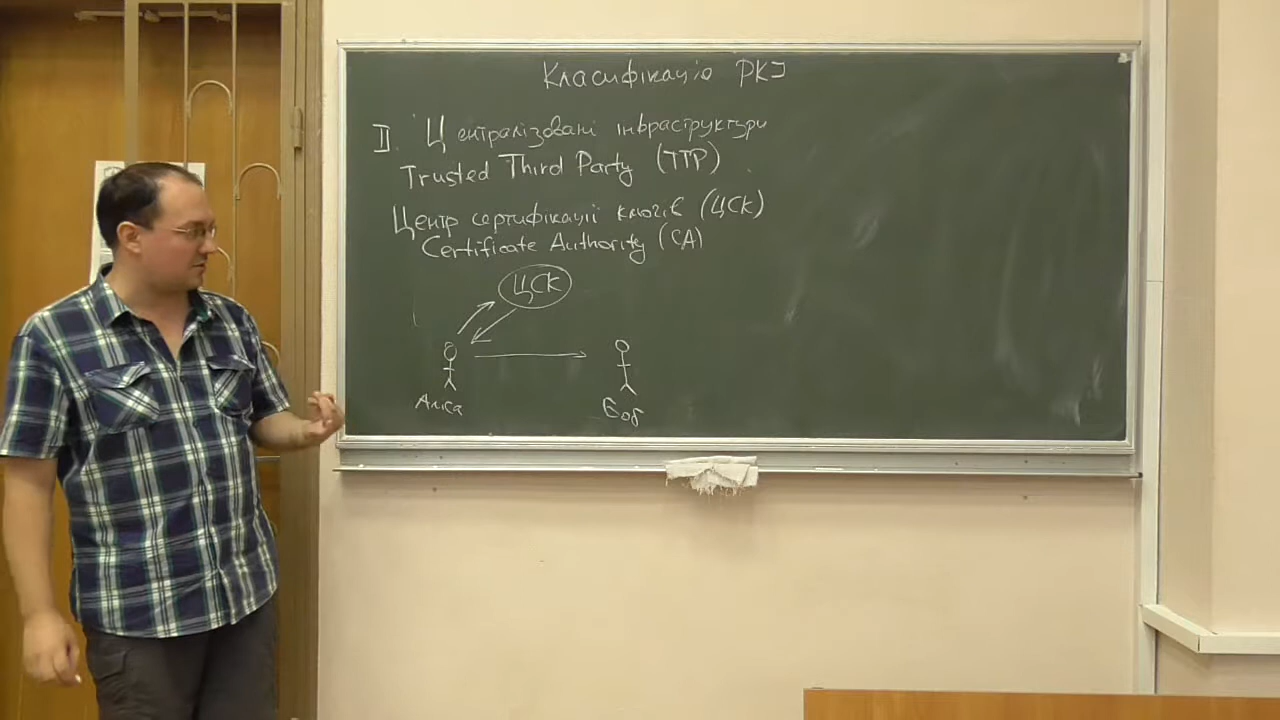 Класифікація PKI
II. Централізовані інфраструктури
Trusted Third Party (TTP)
Центр сертифікації ключів (ЦСК)
Certificate Authority (CA)
ЦСК
Аліса
Боб